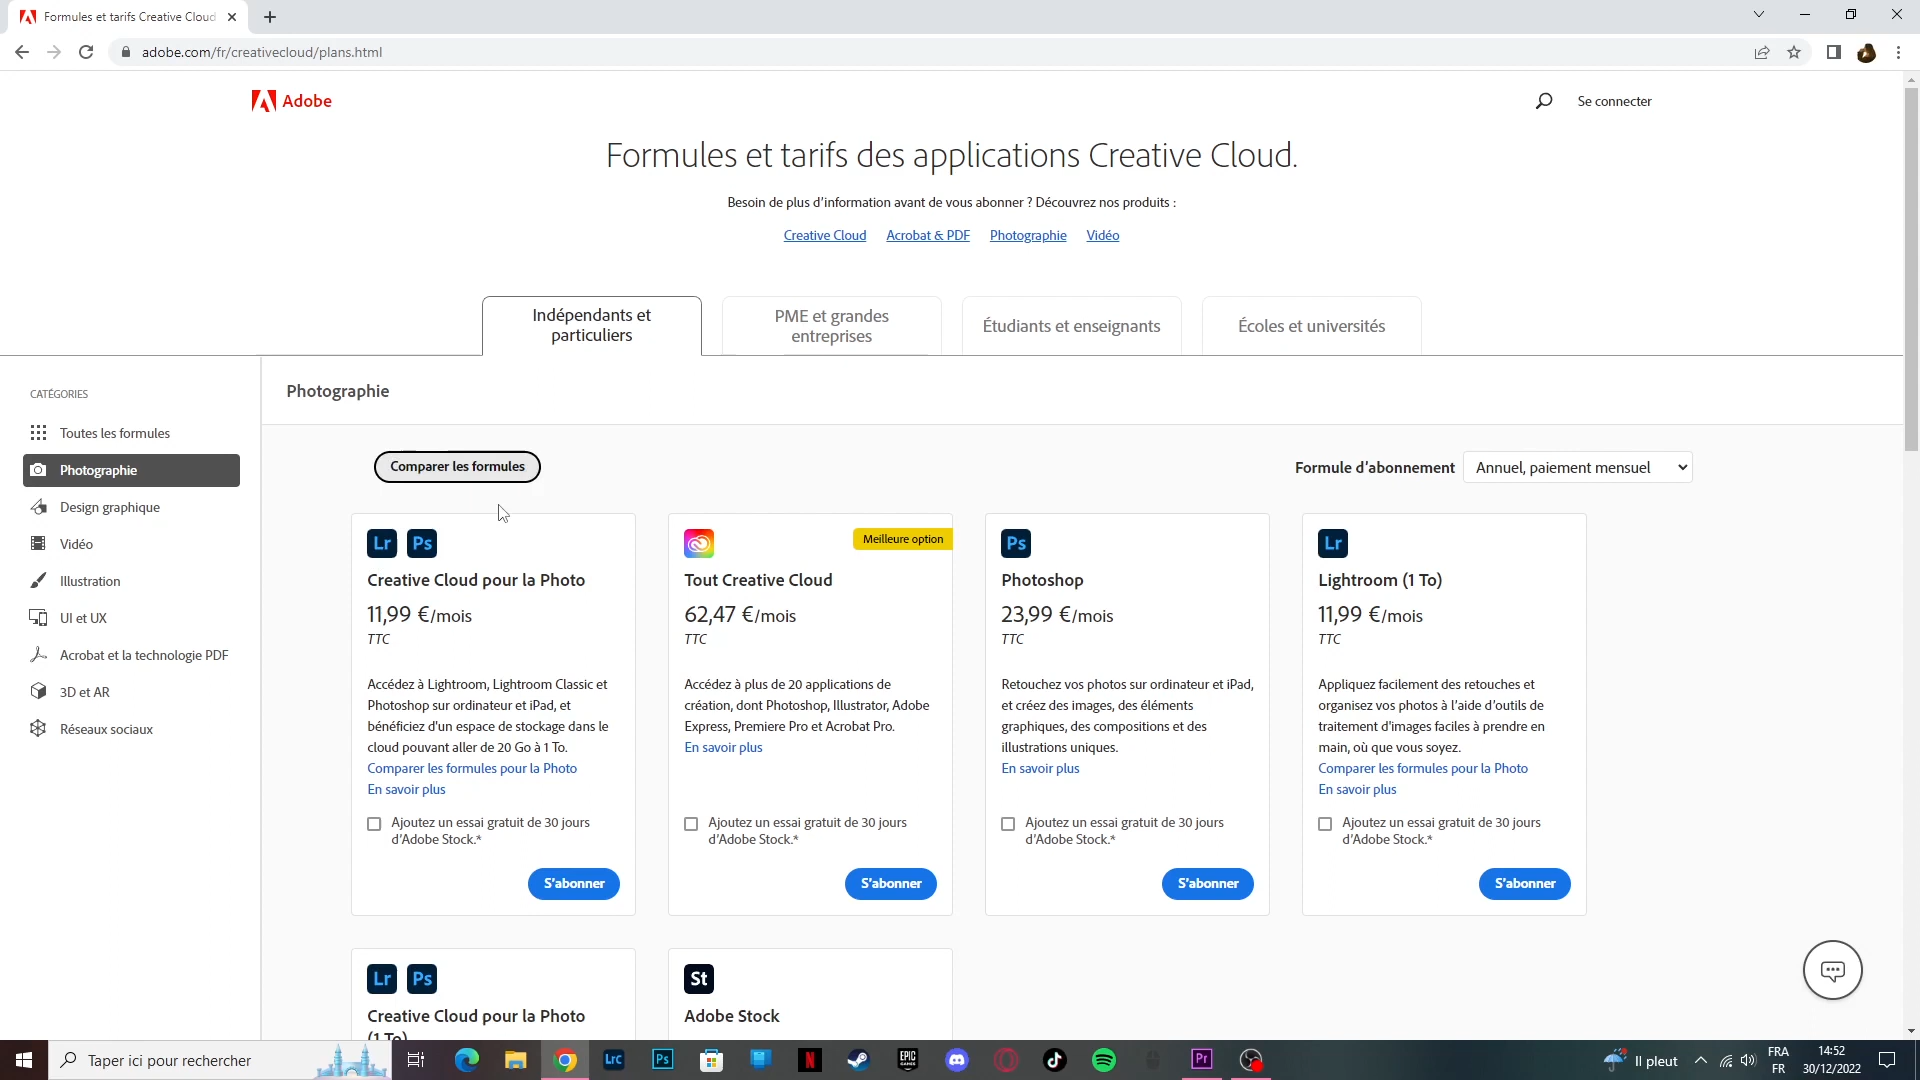 Formules et tarifs Creative Cloud
adobe.com/fr/creativecloud/plans.html
Adobe
Se connecter
Formules et tarifs des applications Creative Cloud.
Besoin de plus d'information avant de vous abonner ? Découvrez nos produits :
Creative Cloud Acrobat & PDF Photographie Vidéo
Indépendants et
particuliers
PME et grandes
entreprises
Étudiants et enseignants
Écoles et universités
CATÉGORIES
Toutes les formules
Photographie
Design graphique
Vidéo
Illustration
UI et UX
Acrobat et la technologie PDF
3D et AR
Réseaux sociaux
Photographie
Comparer les formules
Formule d'abonnement Annuel, paiement mensuel
Lr Ps
Creative Cloud pour la Photo
11,99 €/mois
TTC
Accédez à Lightroom, Lightroom Classic et
Photoshop sur ordinateur et iPad, et
bénéficiez d'un espace de stockage dans le
cloud pouvant aller de 20 Go à 1 To.
Comparer les formules pour la Photo
En savoir plus
Ajoutez un essai gratuit de 30 jours
d'Adobe Stock.*
S'abonner
Meilleure option
Tout Creative Cloud
62,47 €/mois
TTC
Accédez à plus de 20 applications de
création, dont Photoshop, Illustrator, Adobe
Express, Premiere Pro et Acrobat Pro.
En savoir plus
Ajoutez un essai gratuit de 30 jours
d'Adobe Stock.*
S'abonner
Ps
Photoshop
23,99 €/mois
TTC
Retouchez vos photos sur ordinateur et iPad,
et créez des images, des éléments
graphiques, des compositions et des
illustrations uniques.
En savoir plus
Ajoutez un essai gratuit de 30 jours
d'Adobe Stock.*
S'abonner
Lr
Lightroom (1 To)
11,99 €/mois
TTC
Appliquez facilement des retouches et
organisez vos photos à l'aide d'outils de
traitement d'images faciles à prendre en
main, où que vous soyez.
Comparer les formules pour la Photo
En savoir plus
Ajoutez un essai gratuit de 30 jours
d'Adobe Stock.*
S'abonner
Lr Ps
Creative Cloud pour la Photo
(1 To)
St
Adobe Stock
Taper ici pour rechercher
LrC
Ps
N
EPIC
GAMES
Pr
Il pleut
FRA
FR
14:52
30/12/2022